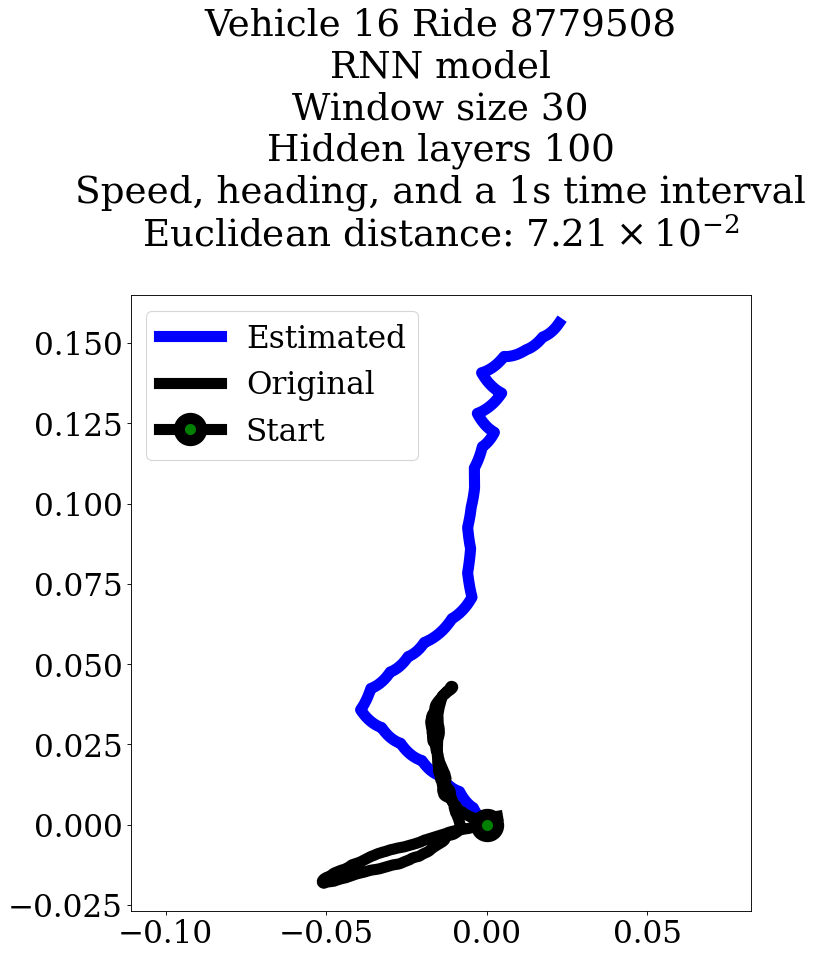 Vehicle 16 Ride 8779508
RNN model
Window size 30
Hidden layers 100
Speed, heading, and a 1s time interval
Euclidean distance: 7.21 × 10⁻²
Estimated
Original
Start
0.150
0.125
0.100
0.075
0.050
0.025
0.000
−0.025
−0.10
−0.05
0.00
0.05